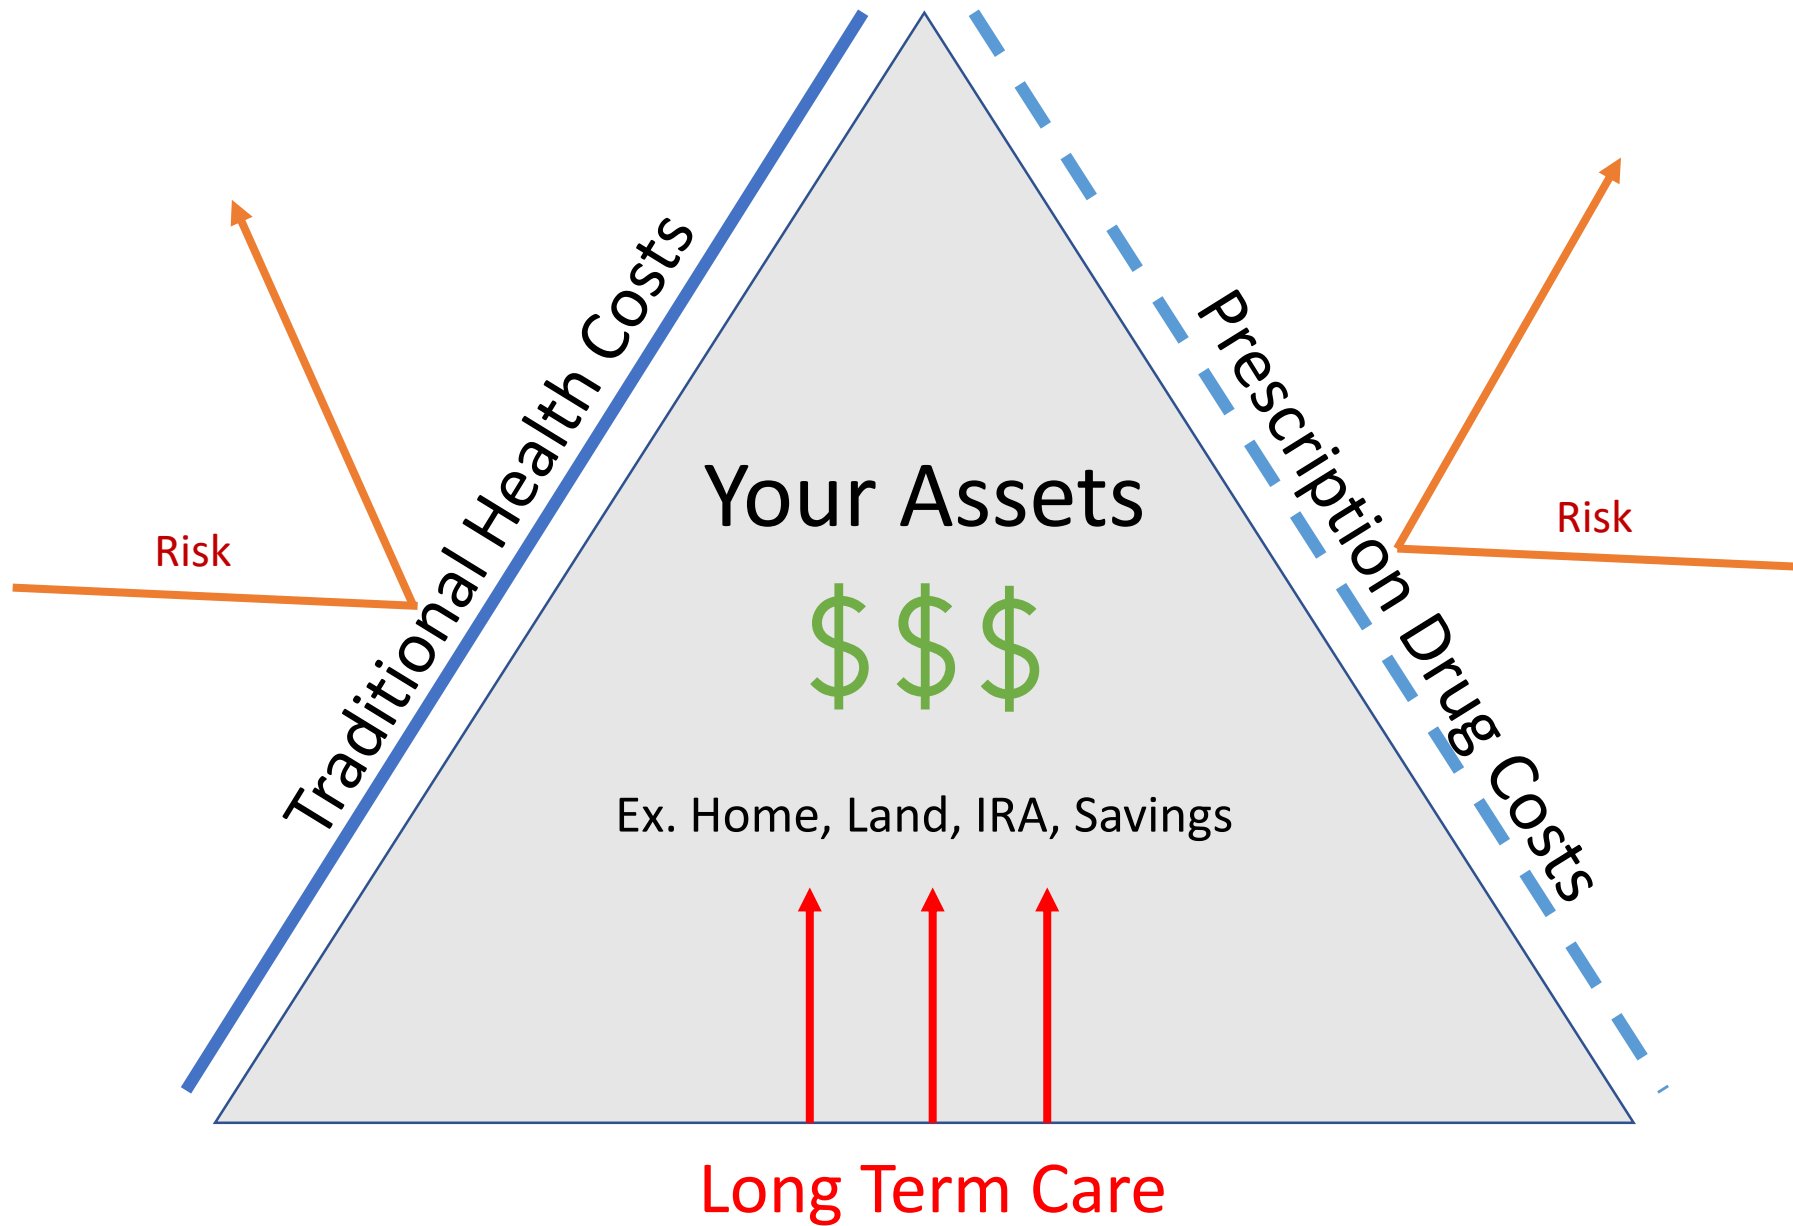 Traditional Health Costs
Prescription Drug Costs
Risk
Risk
Your Assets
$$$
Ex. Home, Land, IRA, Savings
Long Term Care